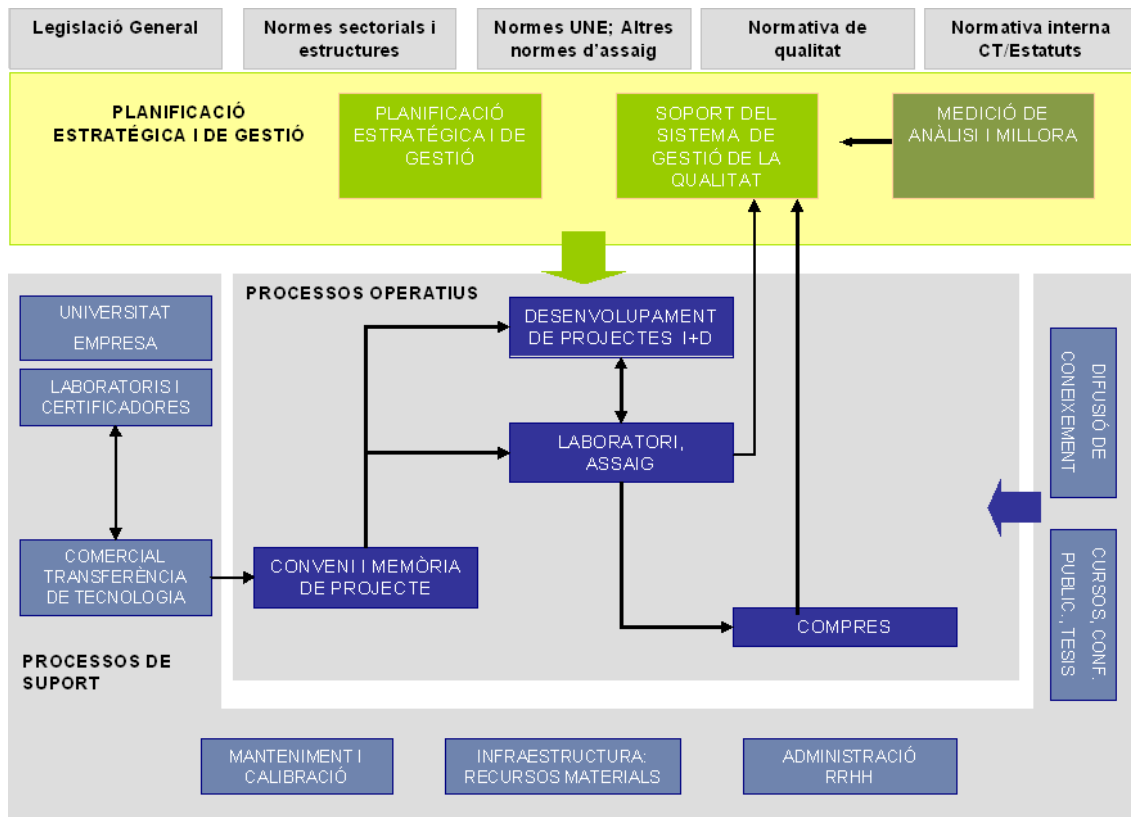 Legislació General
Normes sectorials i
estructures
Normes UNE; Altres
normes d'assaig
Normativa de
qualitat
Normativa interna
CT/Estatuts
PLANIFICACIÓ
ESTRATÉGICA I DE GESTIÓ
PLANIFICACIÓ
ESTRATÉGICA I DE
GESTIÓ
SOPORT DEL
SISTEMA DE
GESTIÓ DE LA
QUALITAT
MEDICIÓ DE
ANÀLISI I MILLORA
UNIVERSITAT
EMPRESA
LABORATORIS I
CERTIFICADORES
COMERCIAL
TRANSFERÈNCIA
DE TECNOLOGIA
PROCESSOS DE
SUPORT
PROCESSOS OPERATIUS
DESENVOLUPAMENT
DE PROJECTES I+D
LABORATORI,
ASSAIG
CONVENI I MEMÒRIA
DE PROJECTE
COMPRES
DIFUSIÓ DE
CONEIXEMENT
CURSOS, CONF.
PUBLIC., TESIS
MANTENIMENT I
CALIBRACIÓ
INFRAESTRUCTURA:
RECURSOS MATERIALS
ADMINISTRACIÓ
RRHH